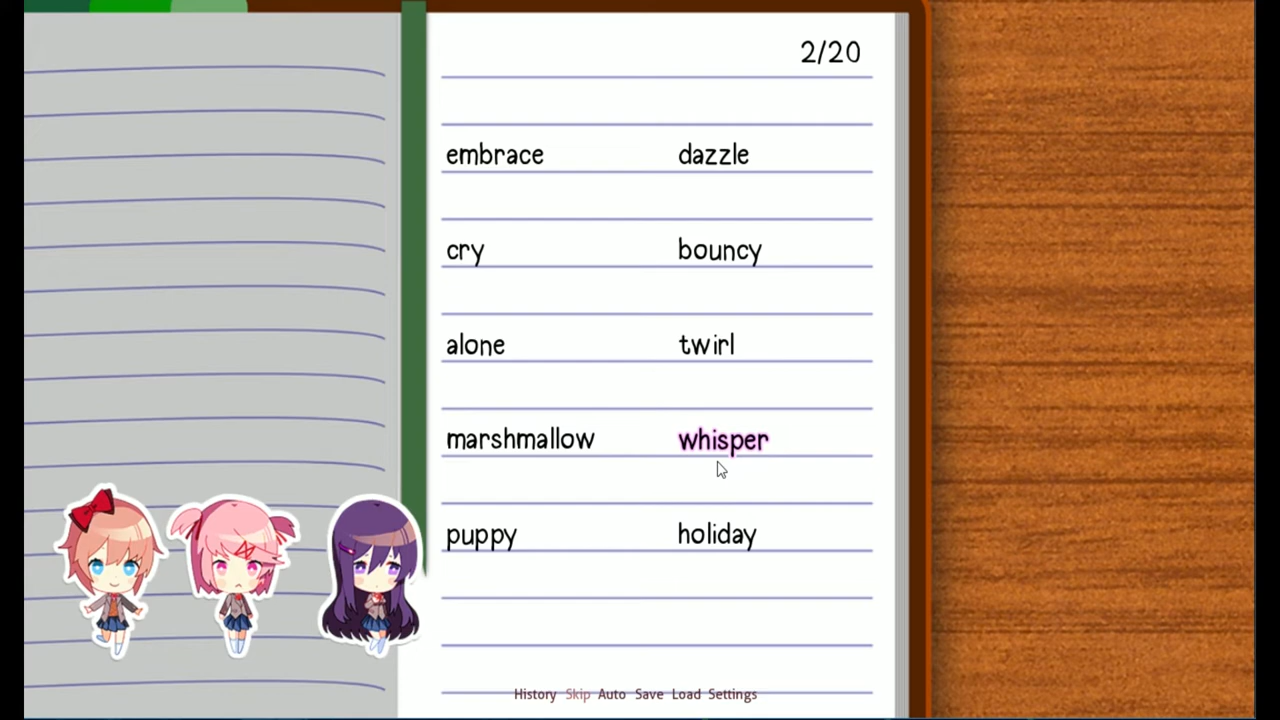 2/20
embrace dazzle
cry bouncy
alone twirl
marshmallow whisper
puppy holiday
History Skip Auto Save Load Settings